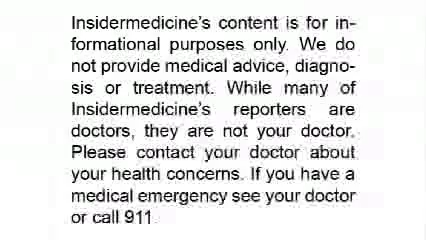 Insidermedicine's content is for in-
formational purposes only. We do
not provide medical advice, diagno-
sis or treatment. While many of
Insidermedicine's reporters are
doctors, they are not your doctor.
Please contact your doctor about
your health concerns. If you have a
medical emergency see your doctor
or call 911